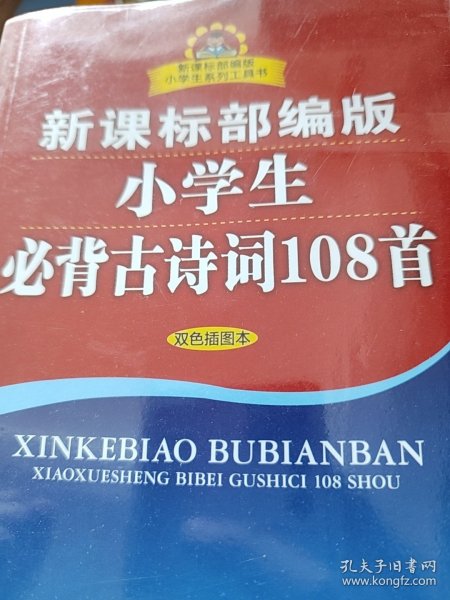 新课标部编版
小学生系列工具书
新课标部编版
小学生
必背古诗词108首
双色插图本
XINKEBIAO BUBIANBAN
XIAOXUESHENG BIBEI GUSHICI 108 SHOU
孔夫子旧书网
www.kongfz.com